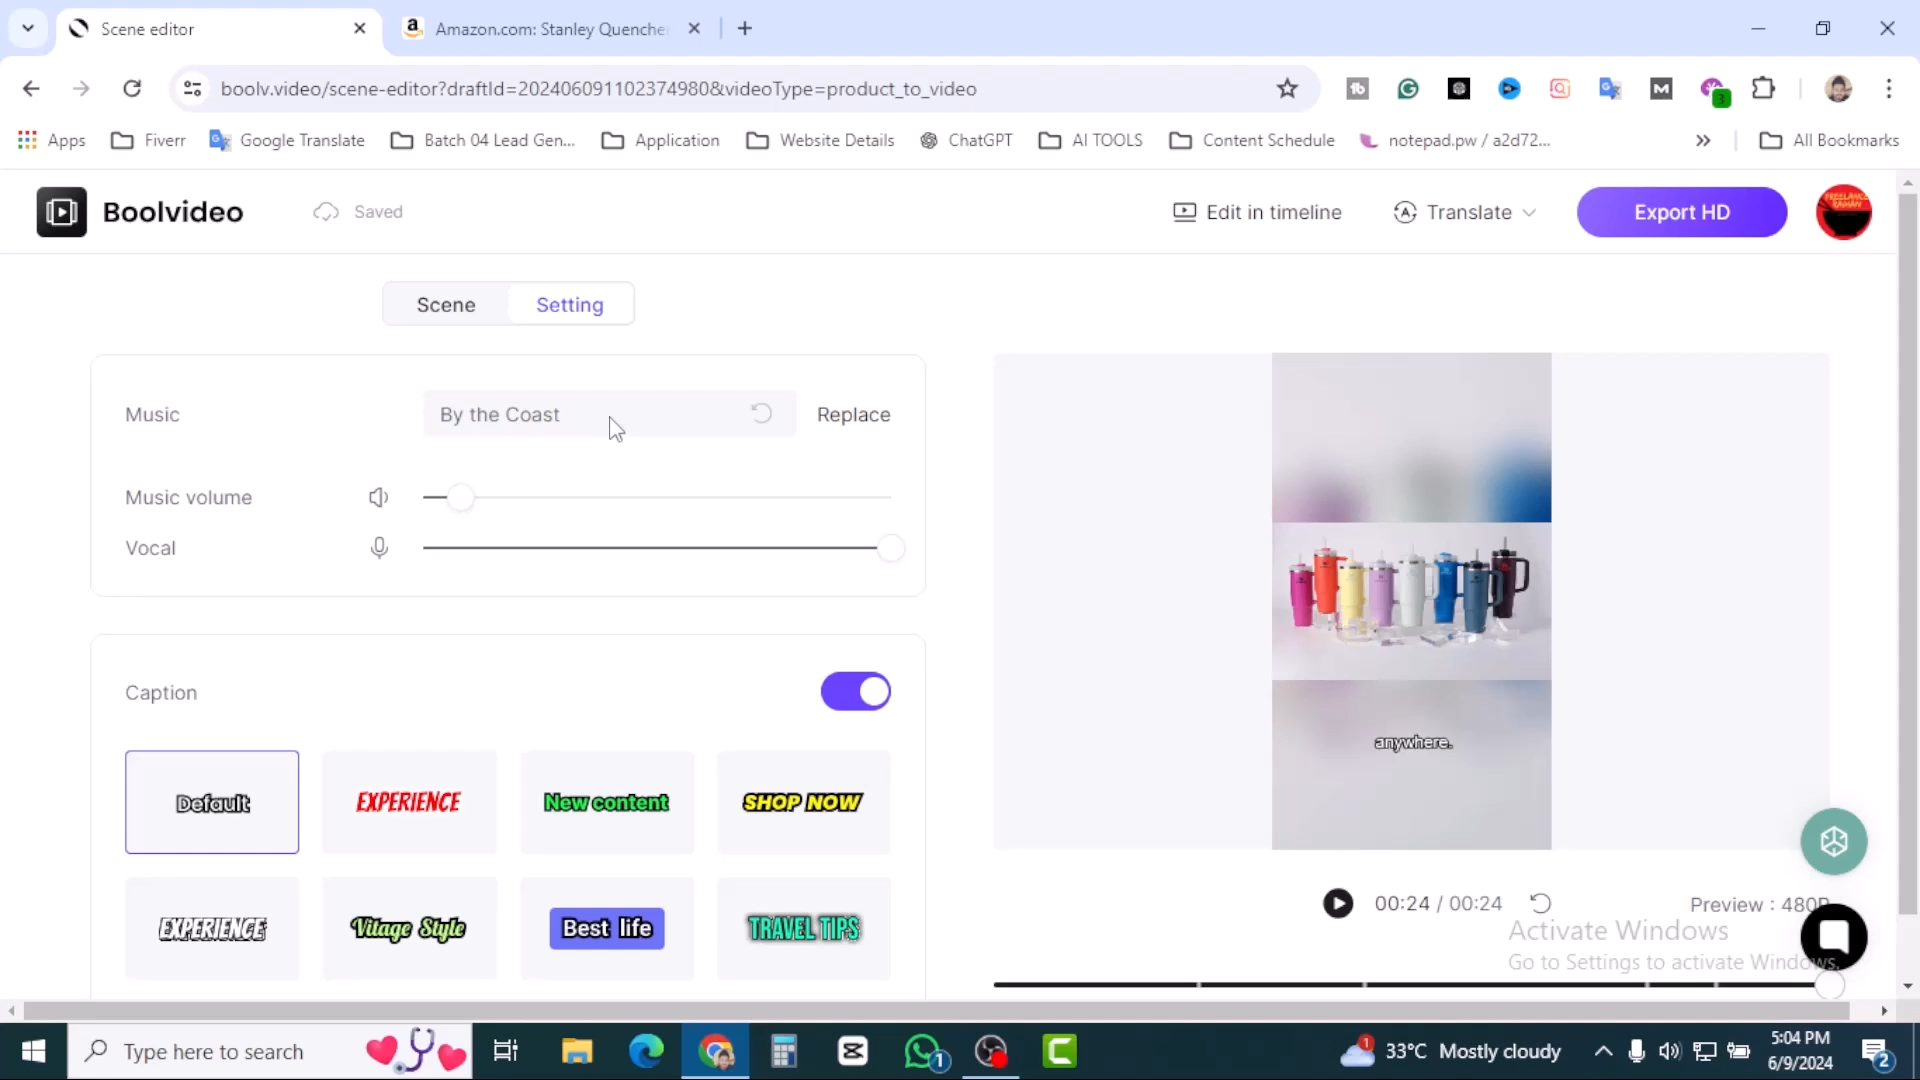 Scene editor
Amazon.com: Stanley Quenche
boolv.video/scene-editor?draftId=20240609110237498​0&videoType=product_to_video
3
Apps
Fiverr
Google Translate
Batch 04 Lead Gen...
Application
Website Details
ChatGPT
AI TOOLS
Content Schedule
notepad.pw / a2d72...
All Bookmarks
Boolvideo
Saved
Edit in timeline
Translate
Export HD
Scene
Setting
Music
By the Coast
Replace
Music volume
Vocal
Caption
Default
EXPERIENCE
New content
SHOP NOW
EXPERIENCE
Vitage Style
Best life
TRAVEL TIPS
anywhere.
00:24 / 00:24
Preview : 480P
Activate Windows
Go to Settings to activate Windows.
Type here to search
1
1
33°C Mostly cloudy
5:04 PM
6/9/2024
2